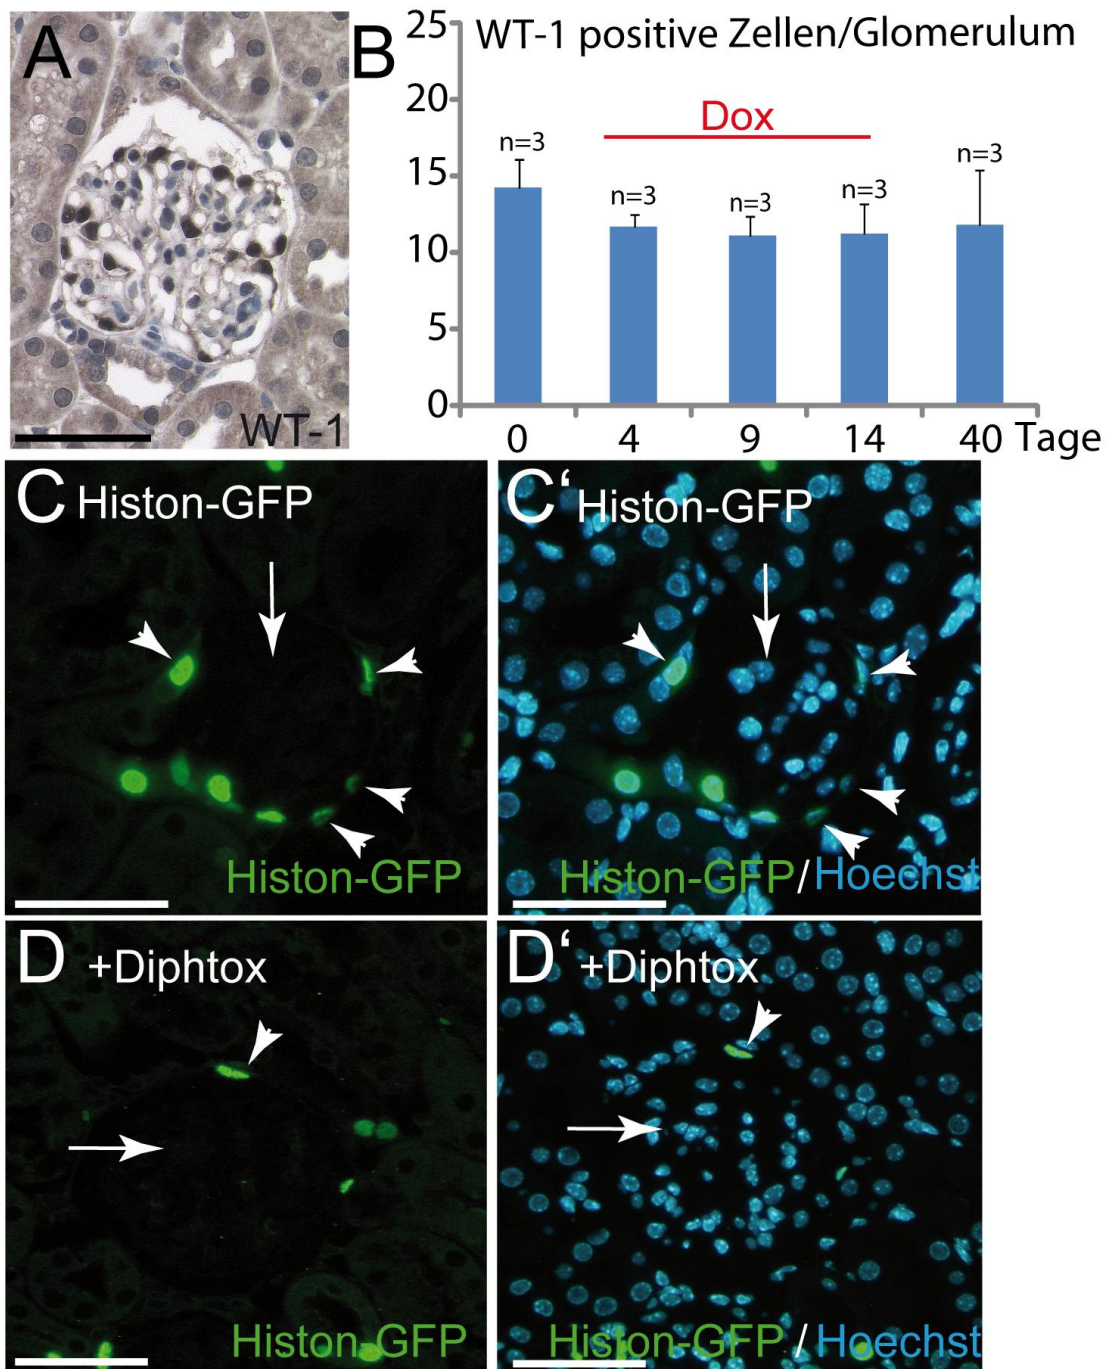 A
WT-1
B
WT-1 positive Zellen/Glomerulum
25
20
15
10
5
0
Dox
n=3
n=3
n=3
n=3
n=3
0 4 9 14 40 Tage
C Histon-GFP
Histon-GFP
C‘ Histon-GFP
Histon-GFP/Hoechst
D +Diphtox
Histon-GFP
D‘ +Diphtox
Histon-GFP/Hoechst